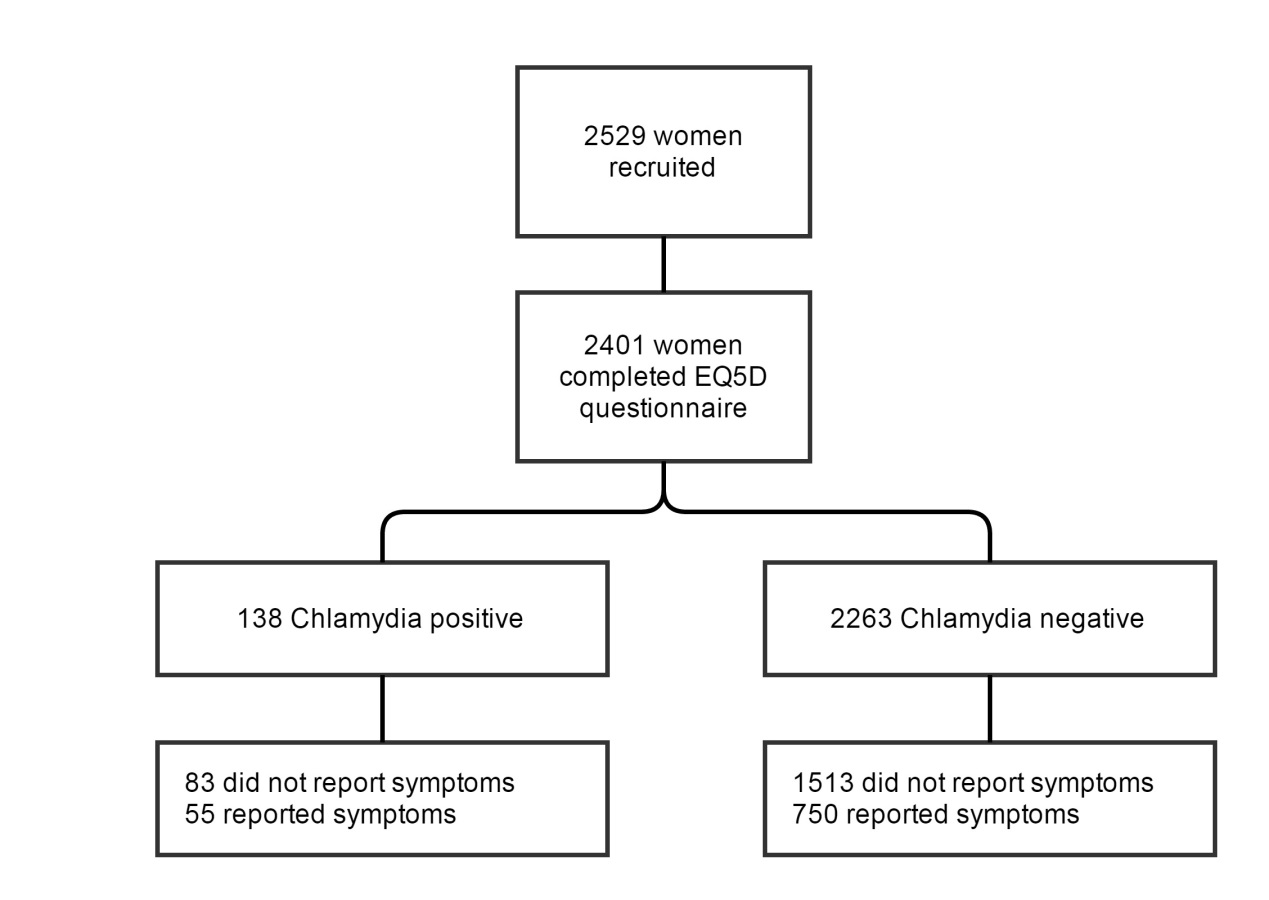 2529 women
recruited
2401 women
completed EQ5D
questionnaire
138 Chlamydia positive
2263 Chlamydia negative
83 did not report symptoms
55 reported symptoms
1513 did not report symptoms
750 reported symptoms